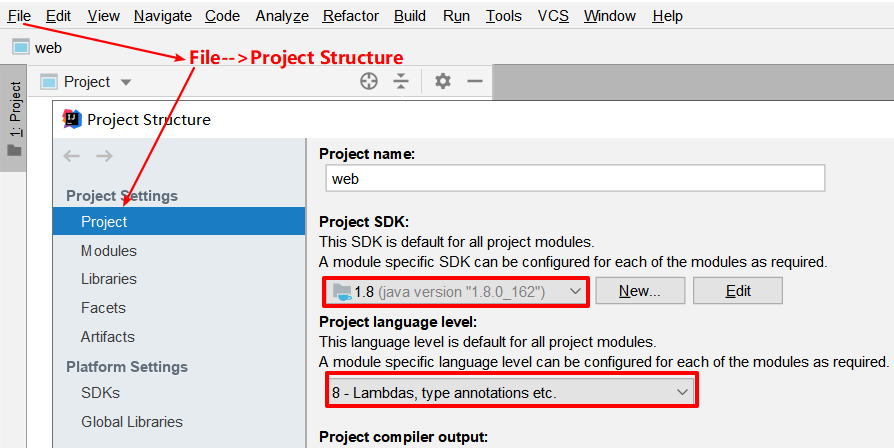 File Edit View Navigate Code Analyze Refactor Build Run Tools VCS Window Help
web
File-->Project Structure
Project
1: Project
Project Structure
Project Settings
Project
Modules
Libraries
Facets
Artifacts
Platform Settings
SDKs
Global Libraries
Project name:
web
Project SDK:
This SDK is default for all project modules.
A module specific SDK can be configured for each of the modules as required.
1.8 (java version "1.8.0_162") New... Edit
Project language level:
This language level is default for all project modules.
A module specific language level can be configured for each of the modules as required.
8 - Lambdas, type annotations etc.
Project compiler output: